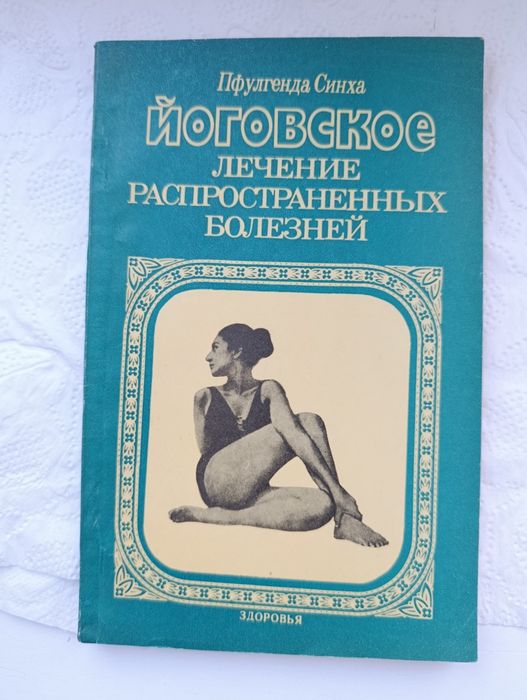 Пфулгенда Синха
ЙОГОВСКОЕ
ЛЕЧЕНИЕ
РАСПРОСТРАНЕННЫХ
БОЛЕЗНЕЙ
ЗДОРОВЬЯ